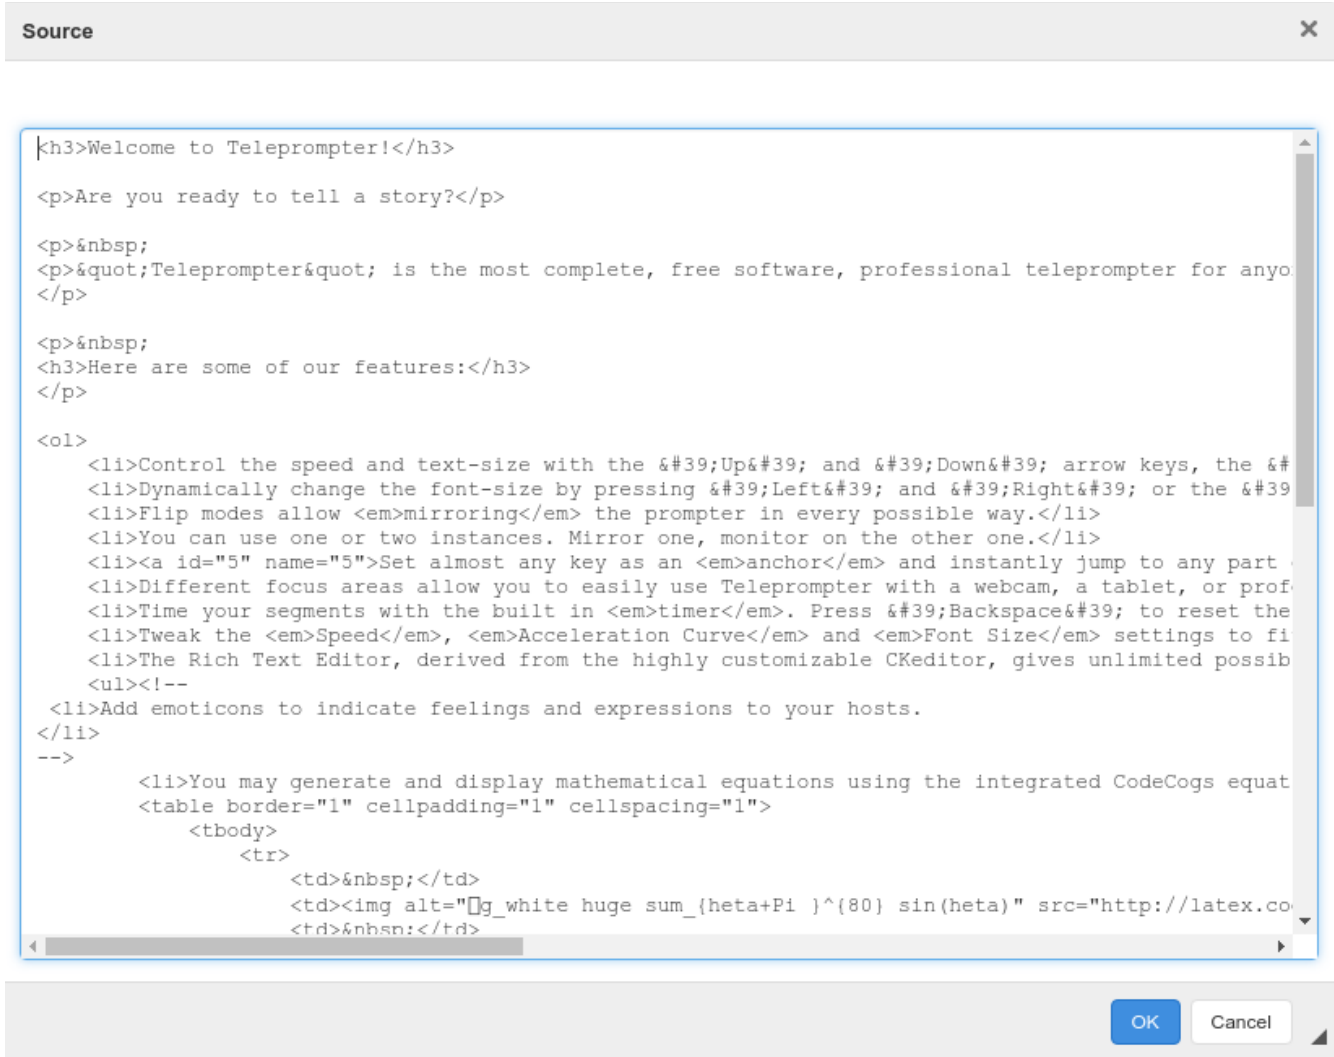 Source
<h3>Welcome to Teleprompter!</h3>
<p>Are you ready to tell a story?</p>
<p>&nbsp;
<p>&quot;Teleprompter&quot; is the most complete, free software, professional teleprompter for anyo
</p>
<p>&nbsp;
<h3>Here are some of our features:</h3>
</p>
<ol>
<li>Control the speed and text-size with the &#39;Up&#39; and &#39;Down&#39; arrow keys, the &#
<li>Dynamically change the font-size by pressing &#39;Left&#39; and &#39;Right&#39; or the &#39
<li>Flip modes allow <em>mirroring</em> the prompter in every possible way.</li>
<li>You can use one or two instances. Mirror one, monitor on the other one.</li>
<li><a id="5" name="5">Set almost any key as an <em>anchor</em> and instantly jump to any part
<li>Different focus areas allow you to easily use Teleprompter with a webcam, a tablet, or prof
<li>Time your segments with the built in <em>timer</em>. Press &#39;Backspace&#39; to reset the
<li>Tweak the <em>Speed</em>, <em>Acceleration Curve</em> and <em>Font Size</em> settings to fi
<li>The Rich Text Editor, derived from the highly customizable CKeditor, gives unlimited possib
<ul><!--
<li>Add emoticons to indicate feelings and expressions to your hosts.
</li>
-->
<li>You may generate and display mathematical equations using the integrated CodeCogs equat
<table border="1" cellpadding="1" cellspacing="1">
<tbody>
<tr>
<td>&nbsp;</td>
<td><img alt="g_white huge sum_{heta+Pi }^{80} sin(heta)" src="http://latex.co
<td>&nbsp;</td>
OK
Cancel